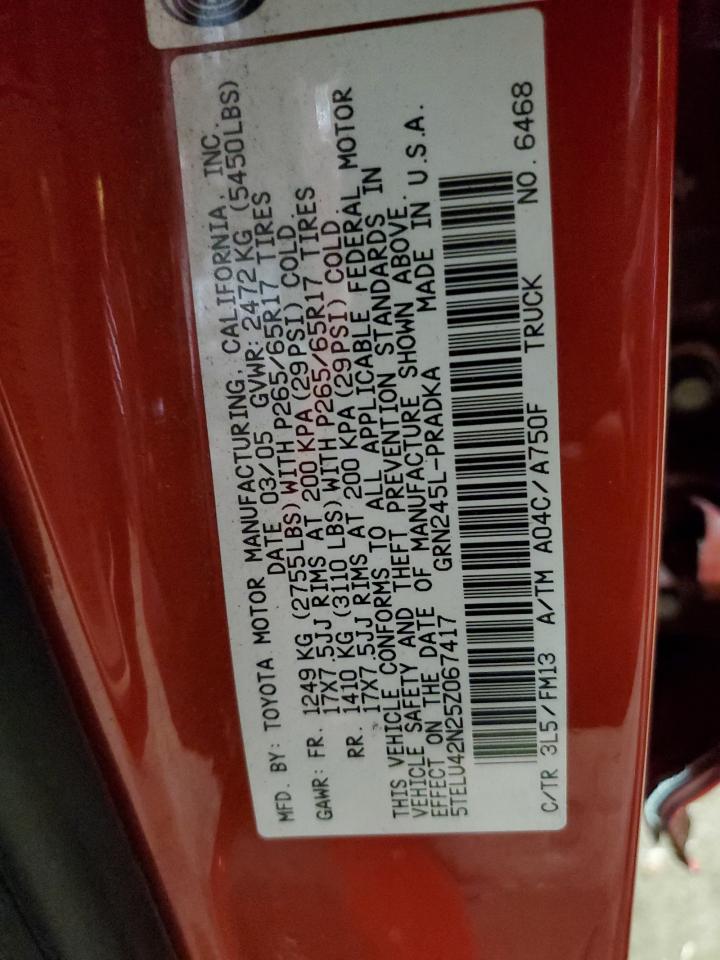 MFD. BY: TOYOTA MOTOR MANUFACTURING, CALIFORNIA, INC.
DATE 03/05 GVWR: 2472 KG (5450LBS)
GAWR: FR. 1249 KG (2755LBS) WITH P265/65R17 TIRES
17X7.5JJ RIMS AT 200 KPA (29PSI) COLD.
RR. 1410 KG (3110 LBS) WITH P265/65R17 TIRES
17X7.5JJ RIMS AT 200 KPA (29PSI) COLD.
THIS VEHICLE CONFORMS TO ALL APPLICABLE FEDERAL MOTOR
VEHICLE SAFETY AND THEFT PREVENTION STANDARDS IN
EFFECT ON THE DATE OF MANUFACTURE SHOWN ABOVE.
5TELU42N25Z067417 GRN245L-PRADKA MADE IN U.S.A.
C/TR 3L5/FM13 A/TM A04C/A750F TRUCK NO. 6468